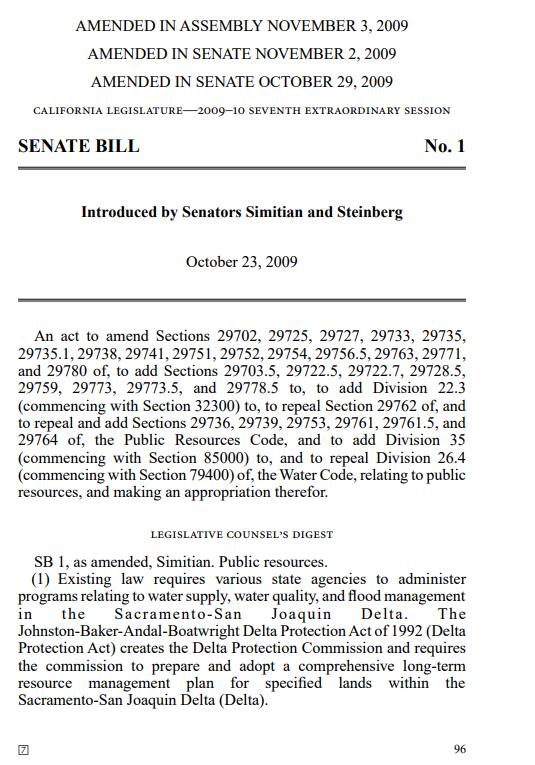 AMENDED IN ASSEMBLY NOVEMBER 3, 2009
AMENDED IN SENATE NOVEMBER 2, 2009
AMENDED IN SENATE OCTOBER 29, 2009
CALIFORNIA LEGISLATURE—2009–10 SEVENTH EXTRAORDINARY SESSION
SENATE BILL No. 1
Introduced by Senators Simitian and Steinberg
October 23, 2009
An act to amend Sections 29702, 29725, 29727, 29733, 29735,
29735.1, 29738, 29741, 29751, 29752, 29754, 29756.5, 29763, 29771,
and 29780 of, to add Sections 29703.5, 29722.5, 29722.7, 29728.5,
29759, 29773, 29773.5, and 29778.5 to, to add Division 22.3
(commencing with Section 32300) to, to repeal Section 29762 of, and
to repeal and add Sections 29736, 29739, 29753, 29761, 29761.5, and
29764 of, the Public Resources Code, and to add Division 35
(commencing with Section 85000) to, and to repeal Division 26.4
(commencing with Section 79400) of, the Water Code, relating to public
resources, and making an appropriation therefor.
LEGISLATIVE COUNSEL'S DIGEST
SB 1, as amended, Simitian. Public resources.
(1) Existing law requires various state agencies to administer
programs relating to water supply, water quality, and flood management
in the Sacramento-San Joaquin Delta. The
Johnston-Baker-Andal-Boatwright Delta Protection Act of 1992 (Delta
Protection Act) creates the Delta Protection Commission and requires
the commission to prepare and adopt a comprehensive long-term
resource management plan for specified lands within the
Sacramento-San Joaquin Delta (Delta).
7 96